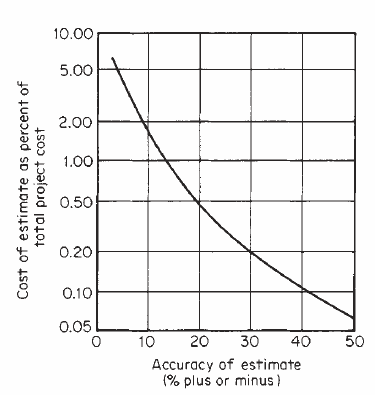 10.00
5.00
2.00
1.00
0.50
0.20
0.10
0.05
Cost of estimate as percent of
total project cost
0 10 20 30 40 50
Accuracy of estimate
(% plus or minus)